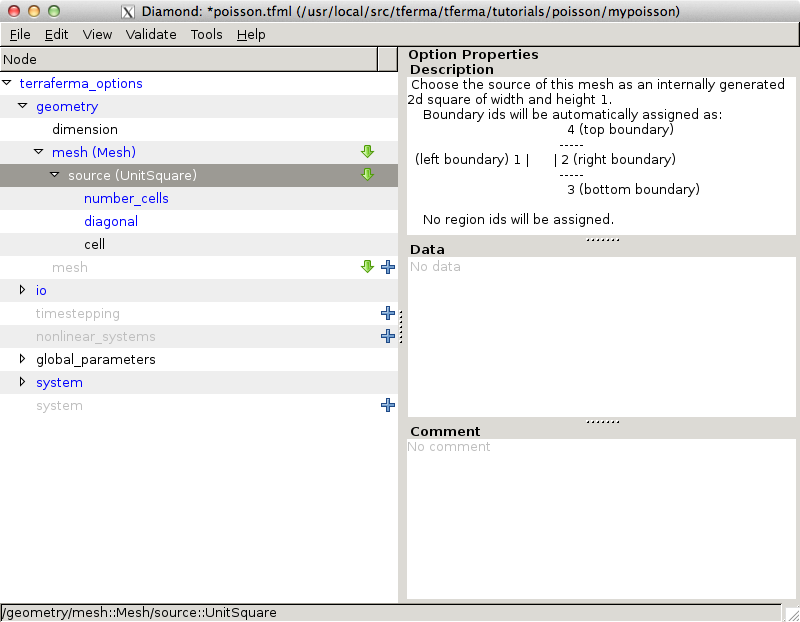 Diamond: *poisson.tfml (/usr/local/src/tferma/tferma/tutorials/poisson/mypoisson)
File Edit View Validate Tools Help
Node
terraferma_options
geometry
dimension
mesh (Mesh)
source (UnitSquare)
number_cells
diagonal
cell
mesh
io
timestepping
nonlinear_systems
global_parameters
system
system
Option Properties
Description
Choose the source of this mesh as an internally generated
2d square of width and height 1.
Boundary ids will be automatically assigned as:
4 (top boundary)
-----
(left boundary) 1 | | 2 (right boundary)
-----
3 (bottom boundary)
No region ids will be assigned.
Data
No data
Comment
No comment
/geometry/mesh::Mesh/source::UnitSquare